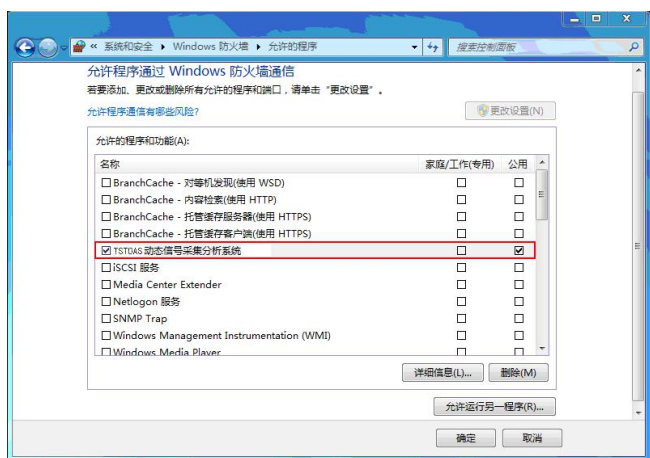 « 系统和安全 ▸ Windows 防火墙 ▸ 允许的程序 搜索控制面板
允许程序通过 Windows 防火墙通信
若要添加、更改或删除所有允许的程序和端口，请单击“更改设置”。
允许程序通信有哪些风险? 更改设置(N)
允许的程序和功能(A):
名称 家庭/工作(专用) 公用
BranchCache - 对等机发现(使用 WSD)
BranchCache - 内容检索(使用 HTTP)
BranchCache - 托管缓存服务器(使用 HTTPS)
BranchCache - 托管缓存客户端(使用 HTTPS)
TSTDAS 动态信号采集分析系统
iSCSI 服务
Media Center Extender
Netlogon 服务
SNMP Trap
Windows Management Instrumentation (WMI)
Windows Media Player
详细信息(L)... 删除(M)
允许运行另一程序(R)...
确定 取消